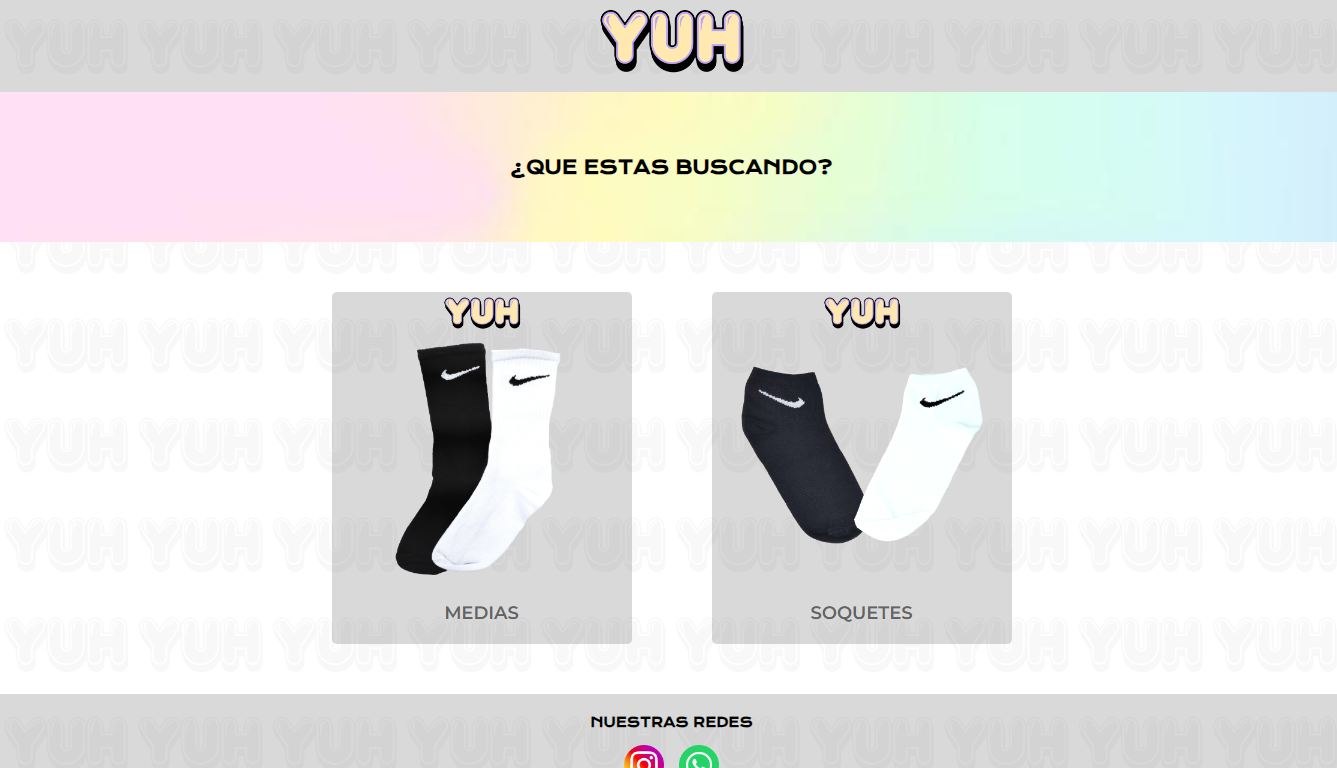 YUH
¿QUE ESTAS BUSCANDO?
YUH
YUH
MEDIAS
SOQUETES
NUESTRAS REDES